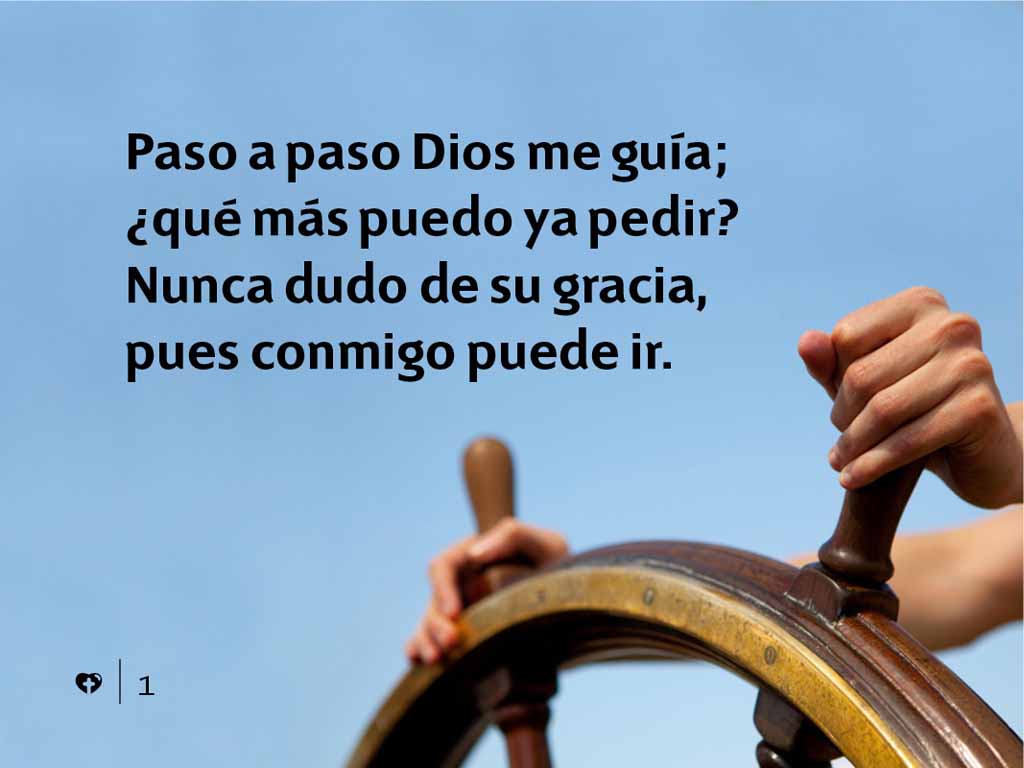 Paso a paso Dios me guía;
¿qué más puedo ya pedir?
Nunca dudo de su gracia,
pues conmigo puede ir.
1